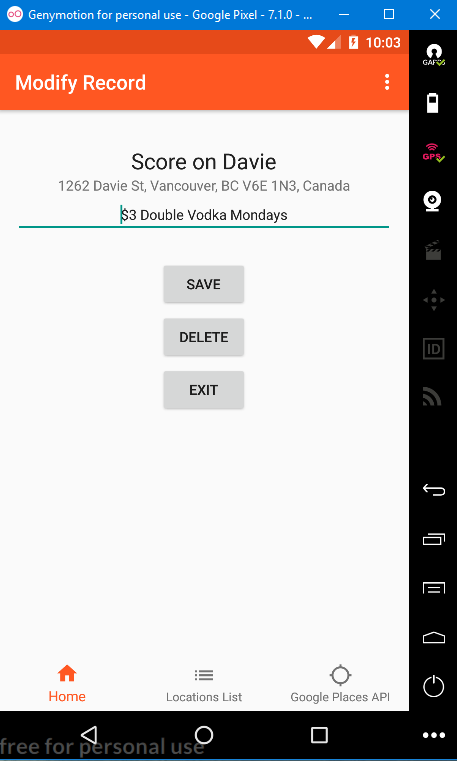 Genymotion for personal use - Google Pixel - 7.1.0 - ...
10:03
Modify Record
GAPPS
GPS
Score on Davie
1262 Davie St, Vancouver, BC V6E 1N3, Canada
$3 Double Vodka Mondays
SAVE
DELETE
EXIT
ID
Home
Locations List
Google Places API
free for personal use